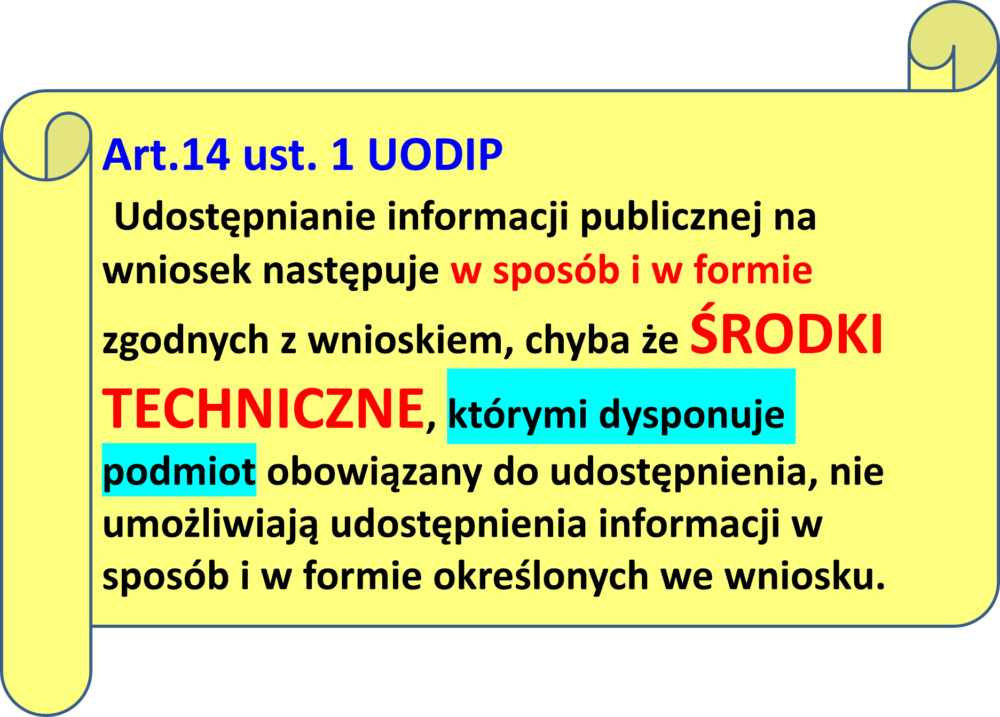 Art.14 ust. 1 UODIP
Udostępnianie informacji publicznej na
wniosek następuje w sposób i w formie
zgodnych z wnioskiem, chyba że ŚRODKI
TECHNICZNE, którymi dysponuje
podmiot obowiązany do udostępnienia, nie
umożliwiają udostępnienia informacji w
sposób i w formie określonych we wniosku.